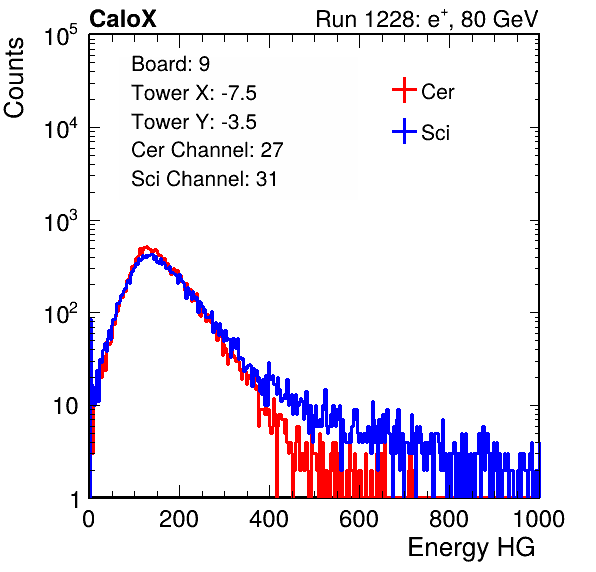 CaloX Run 1228: e⁺, 80 GeV
Counts
10⁵
10⁴
10³
10²
10
1
Board: 9
Tower X: -7.5
Tower Y: -3.5
Cer Channel: 27
Sci Channel: 31
Cer
Sci
0 200 400 600 800 1000
Energy HG